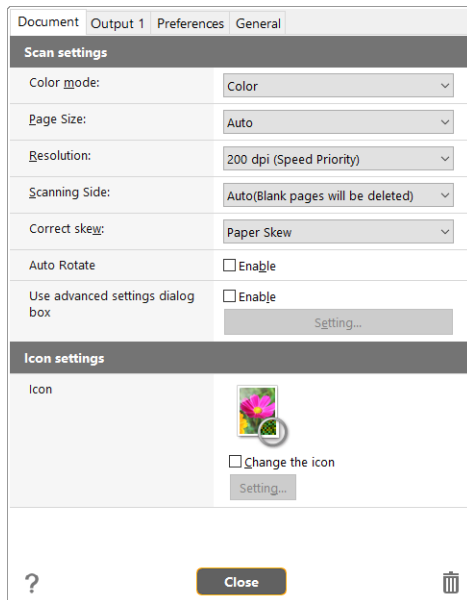 Document Output 1 Preferences General
Scan settings
Color mode: Color
Page Size: Auto
Resolution: 200 dpi (Speed Priority)
Scanning Side: Auto(Blank pages will be deleted)
Correct skew: Paper Skew
Auto Rotate Enable
Use advanced settings dialog Enable
box
Setting...
Icon settings
Icon
Change the icon
Setting...
? Close